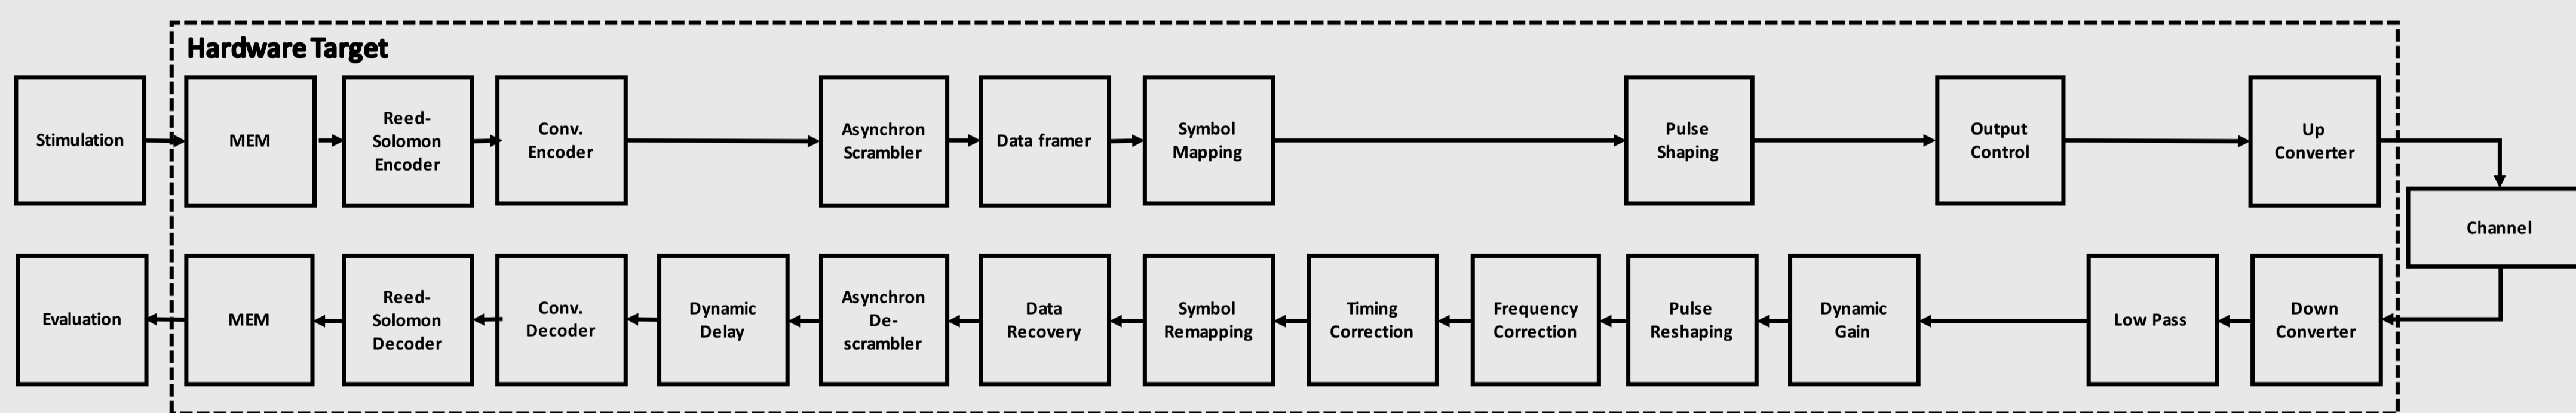 Hardware Target
Stimulation
MEM
Reed-
Solomon
Encoder
Conv.
Encoder
Asynchron
Scrambler
Data framer
Symbol
Mapping
Pulse
Shaping
Output
Control
Up
Converter
Channel
Evaluation
MEM
Reed-
Solomon
Decoder
Conv.
Decoder
Dynamic
Delay
Asynchron
De-
scrambler
Data
Recovery
Symbol
Remapping
Timing
Correction
Frequency
Correction
Pulse
Reshaping
Dynamic
Gain
Low Pass
Down
Converter